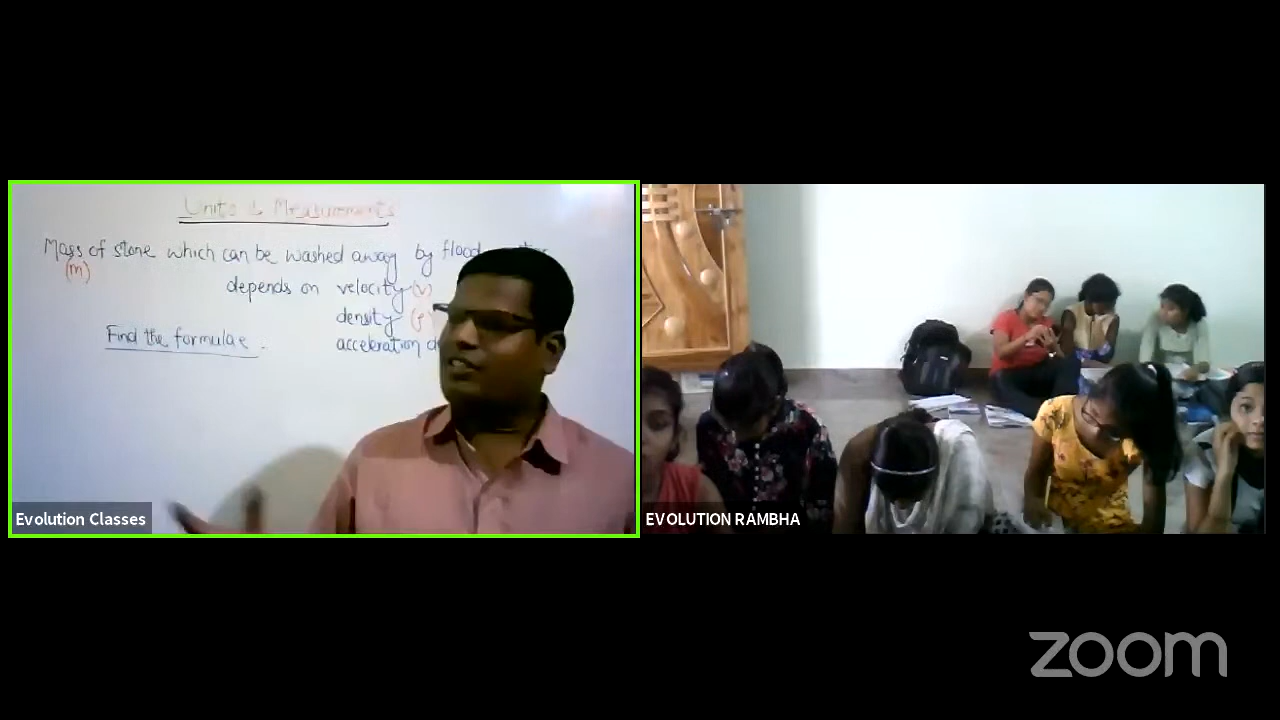 Units & Measurements
Mass of stone which can be washed away by flood
(m)
depends on velocity (v)
density (ρ
Find the formulae.
acceleration
Evolution Classes
EVOLUTION RAMBHA
zoom